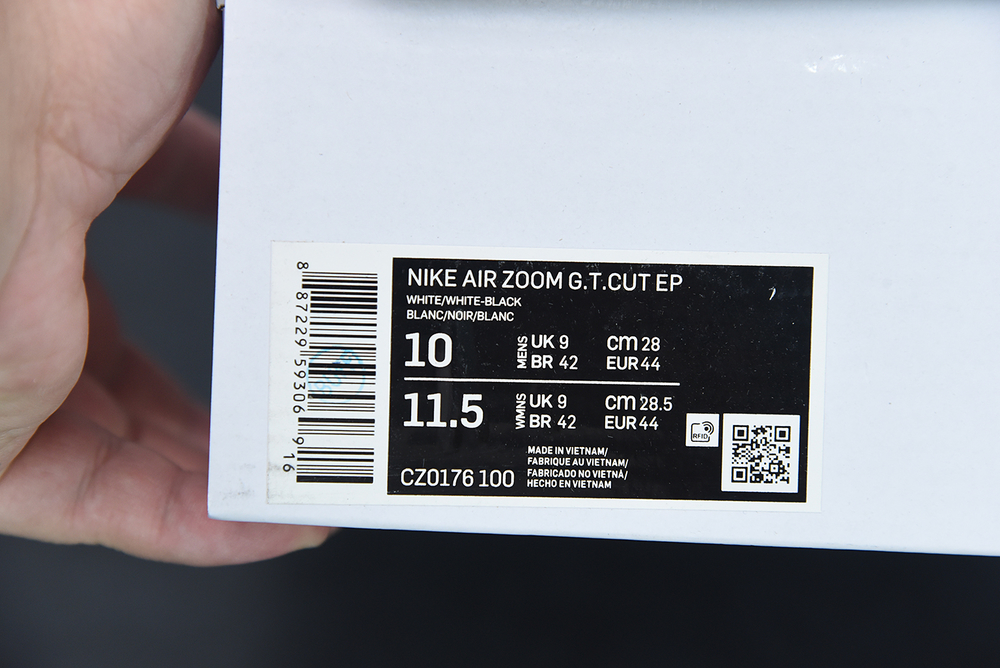 NIKE AIR ZOOM G.T.CUT EP
WHITE/WHITE-BLACK
BLANC/NOIR/BLANC
10
MENS
UK 9
cm 28
BR 42
EUR 44
11.5
WMNS
UK 9
cm 28.5
BR 42
EUR 44
RFID
CZ0176 100
MADE IN VIETNAM/
FABRIQUE AU VIETNAM/
FABRICADO NO VIETNÃ/
HECHO EN VIETNAM
8 87229 59306 9 16